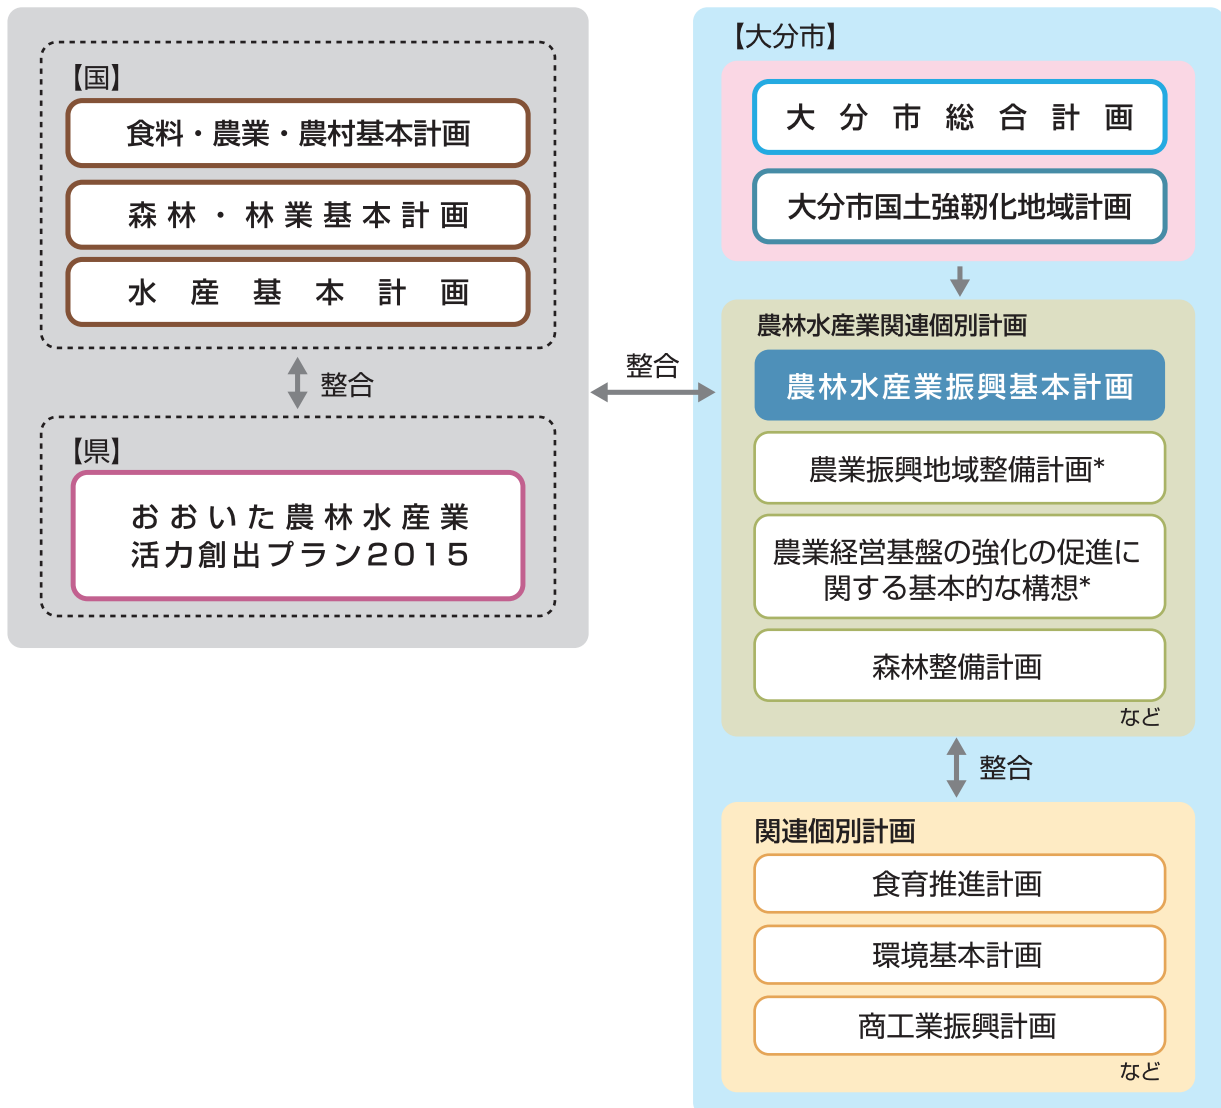 【国】
食料・農業・農村基本計画
森林・林業基本計画
水産基本計画
整合
【県】
おおいた農林水産業
活力創出プラン2015
整合
【大分市】
大分市総合計画
大分市国土強靭化地域計画
農林水産業関連個別計画
農林水産業振興基本計画
農業振興地域整備計画*
農業経営基盤の強化の促進に
関する基本的な構想*
森林整備計画
など
整合
関連個別計画
食育推進計画
環境基本計画
商工業振興計画
など